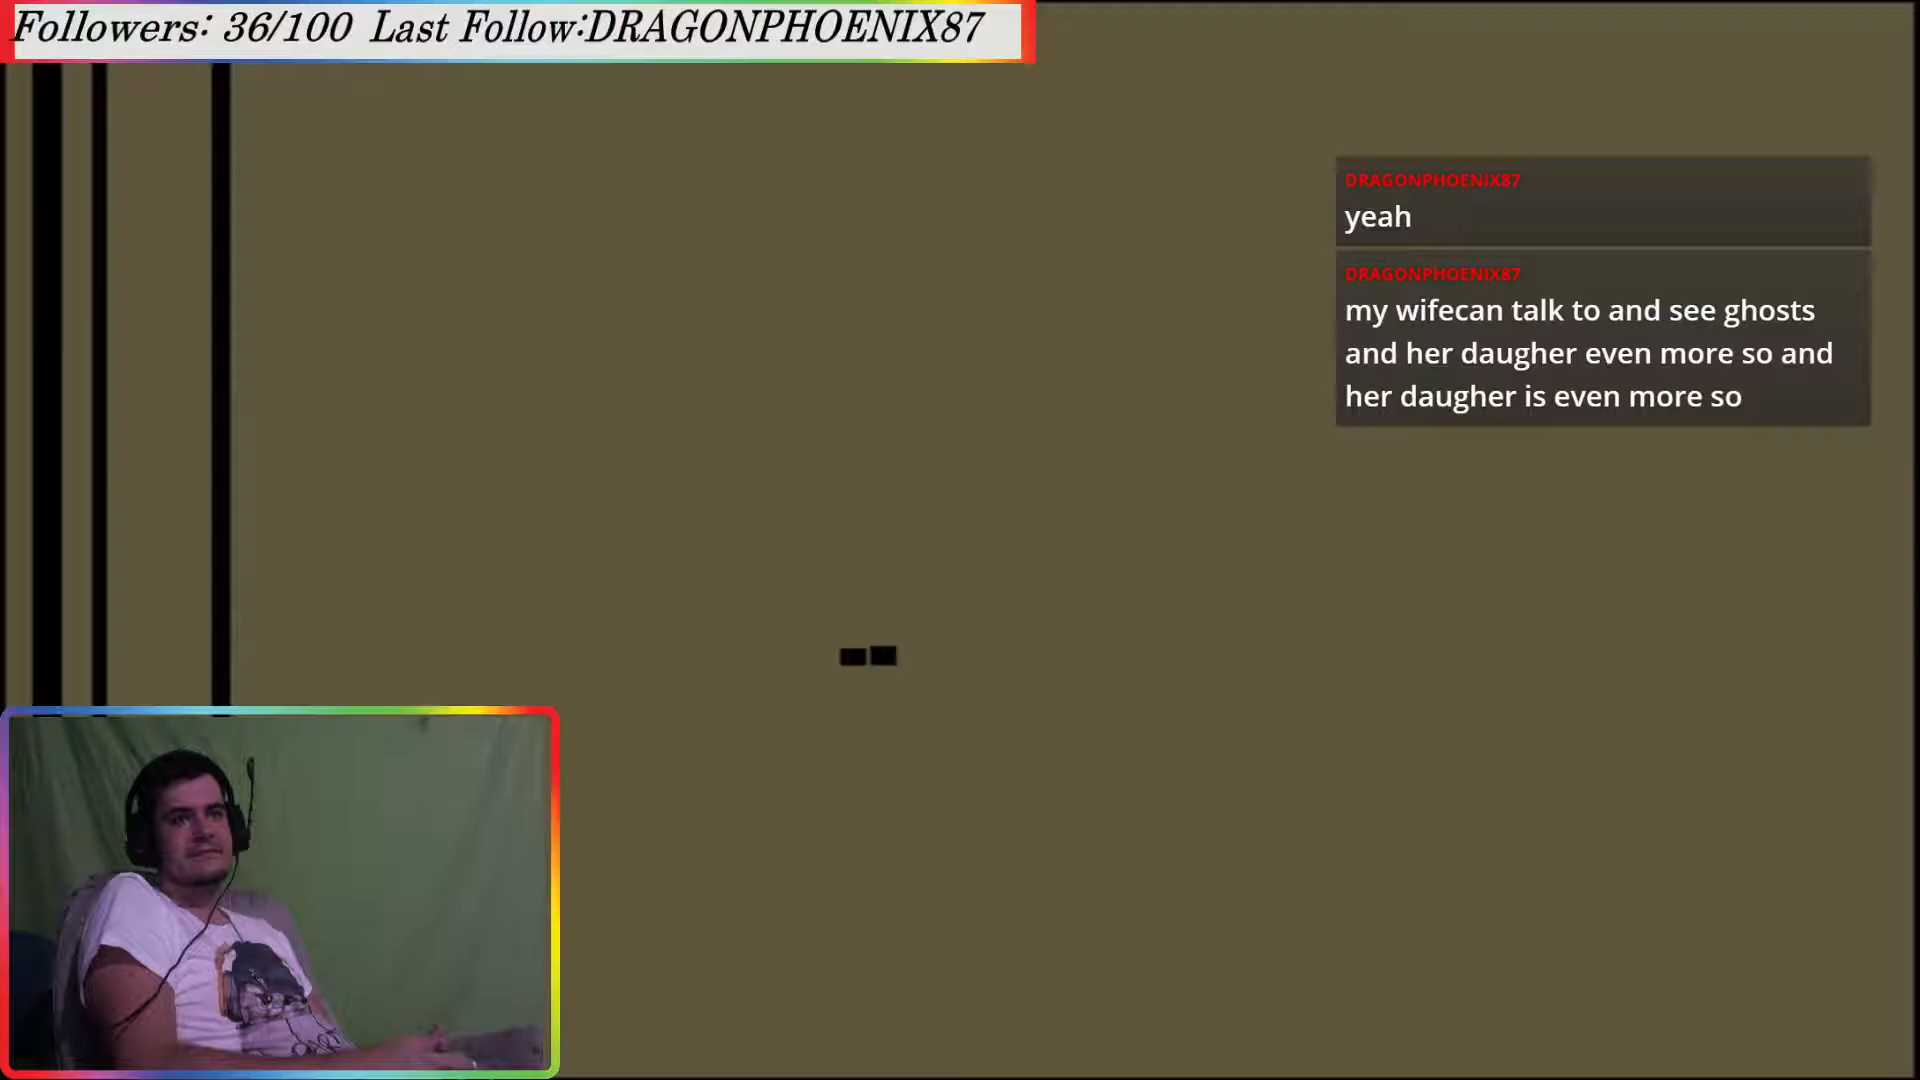 Followers: 36/100 Last Follow:DRAGONPHOENIX87
DRAGONPHOENIX87
yeah
DRAGONPHOENIX87
my wifecan talk to and see ghosts
and her daugher even more so and
her daugher is even more so